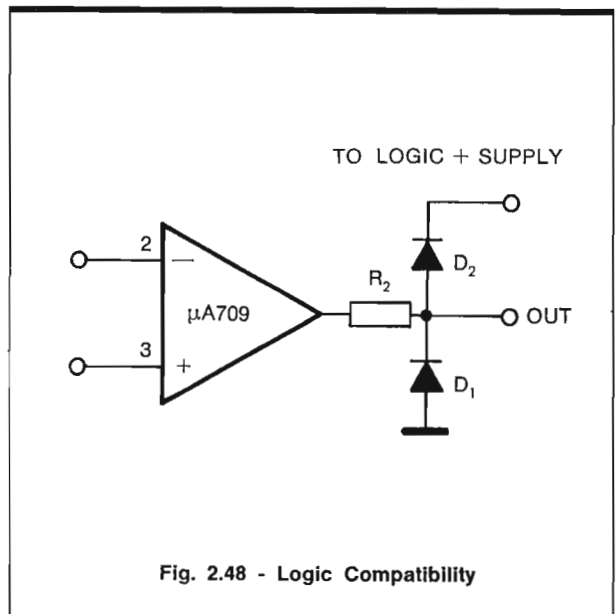 TO LOGIC + SUPPLY
2
−
D₂
R₂
μA709
OUT
3
+
D₁
Fig. 2.48 - Logic Compatibility